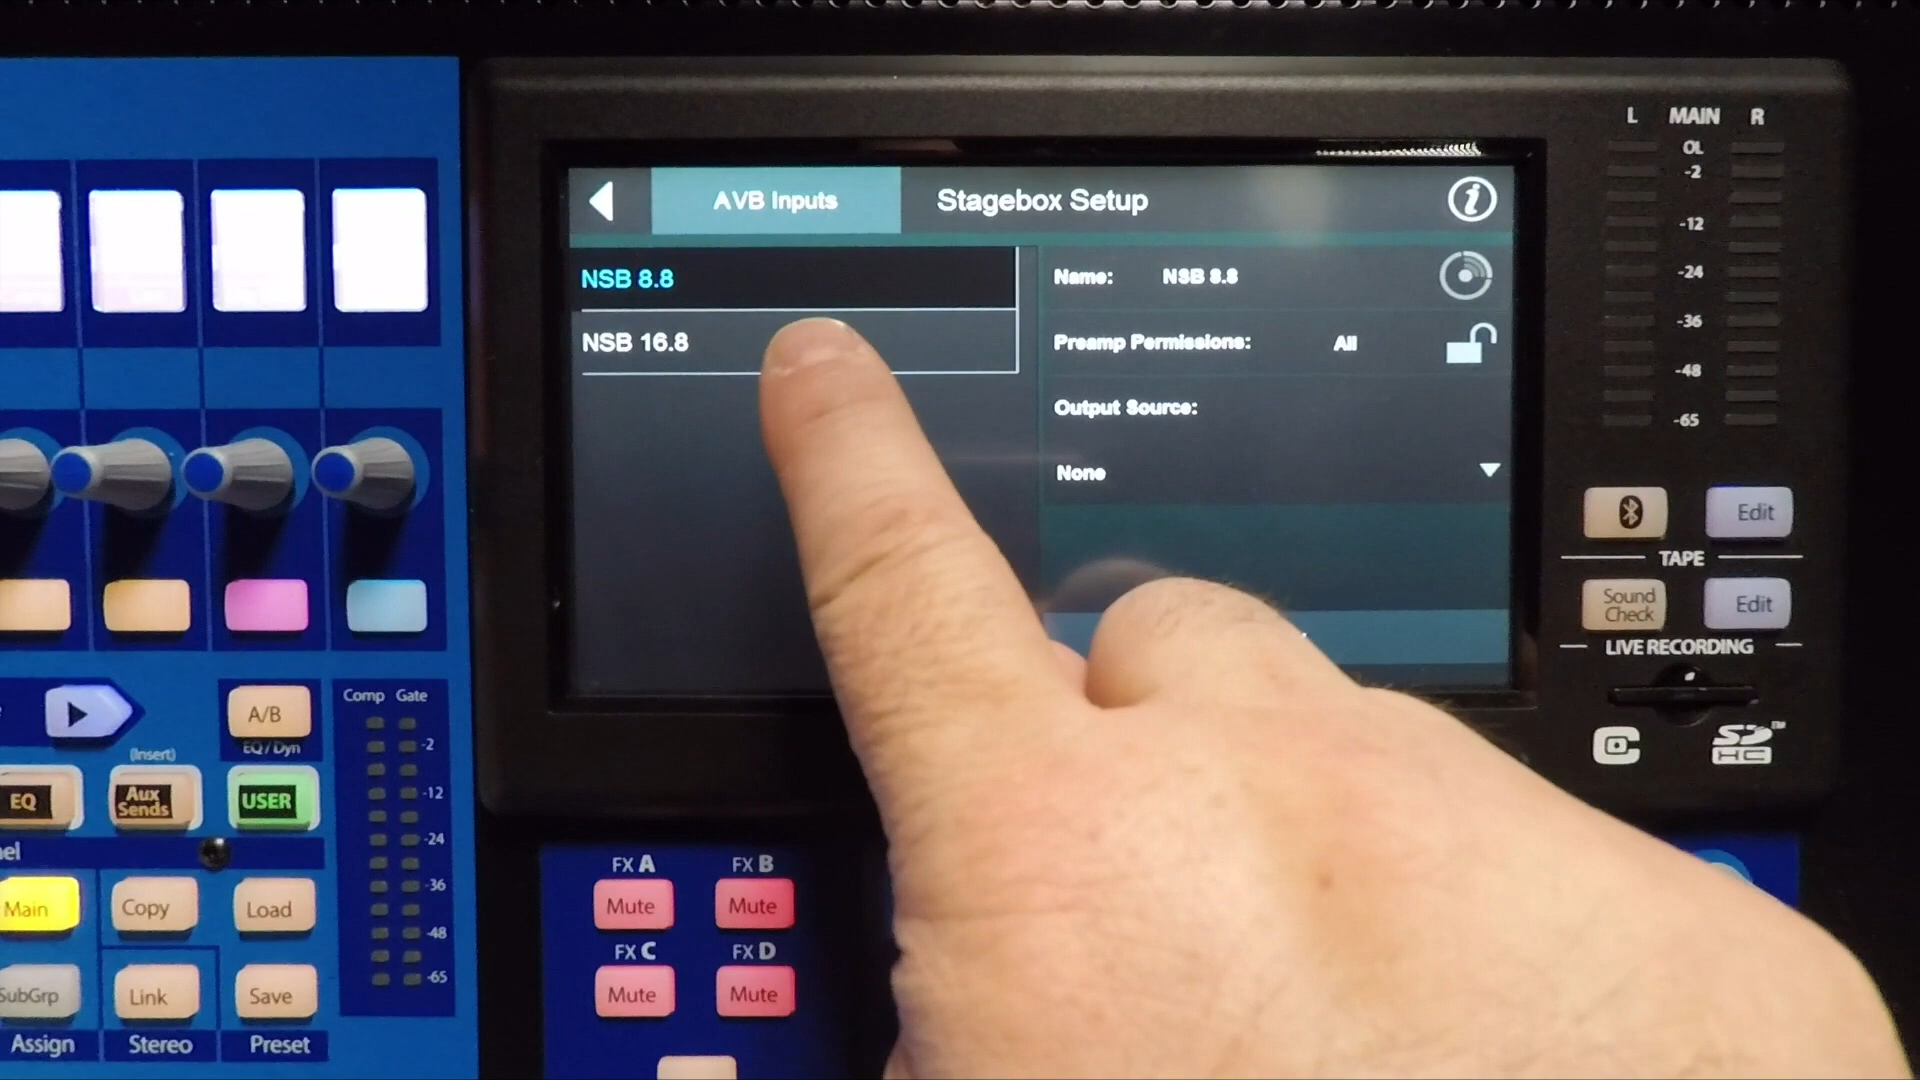 L MAIN R
OL
-2
-12
-24
-36
-48
-65
AVB Inputs
Stagebox Setup
i
NSB 8.8
NSB 16.8
Name: NSB 8.8
Preamp Permissions: All
Output Source:
None
Edit
TAPE
Sound
Check
Edit
LIVE RECORDING
SD
HC
TM
A/B
EQ/Dyn
Comp Gate
-2
-12
-24
-36
-48
-65
(Insert)
EQ
Aux
Sends
USER
Main
Copy
Load
SubGrp
Link
Save
Assign
Stereo
Preset
FX A
FX B
Mute
Mute
FX C
FX D
Mute
Mute